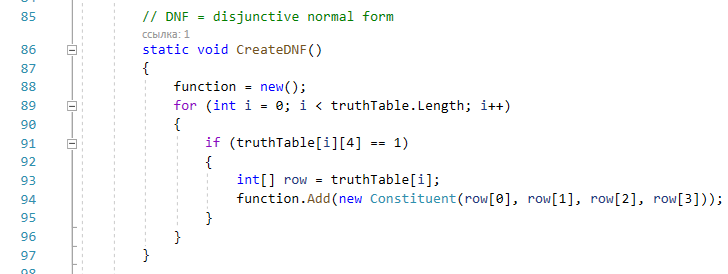 85 // DNF = disjunctive normal form
ссылка: 1
86 static void CreateDNF()
87 {
88 function = new();
89 for (int i = 0; i < truthTable.Length; i++)
90 {
91 if (truthTable[i][4] == 1)
92 {
93 int[] row = truthTable[i];
94 function.Add(new Constituent(row[0], row[1], row[2], row[3]));
95 }
96 }
97 }